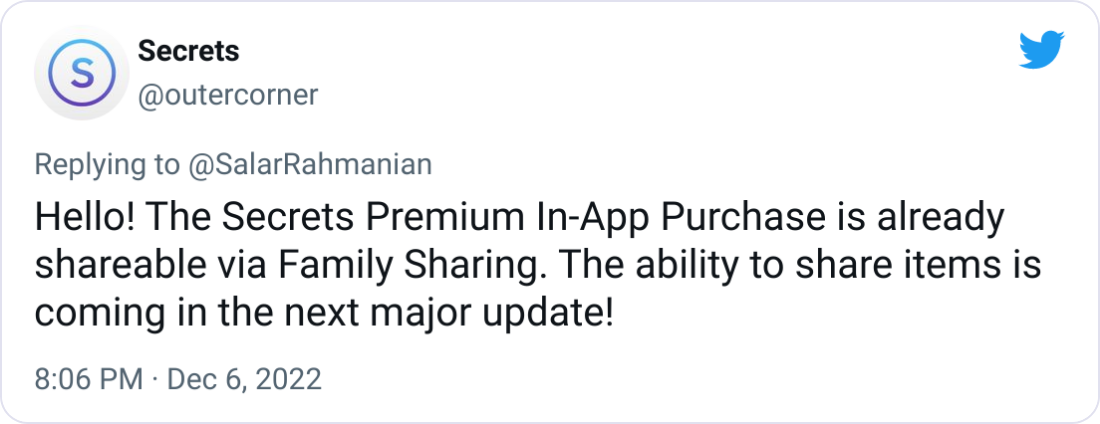 S
Secrets
@outercorner
Replying to @SalarRahmanian
Hello! The Secrets Premium In-App Purchase is already
shareable via Family Sharing. The ability to share items is
coming in the next major update!
8:06 PM · Dec 6, 2022